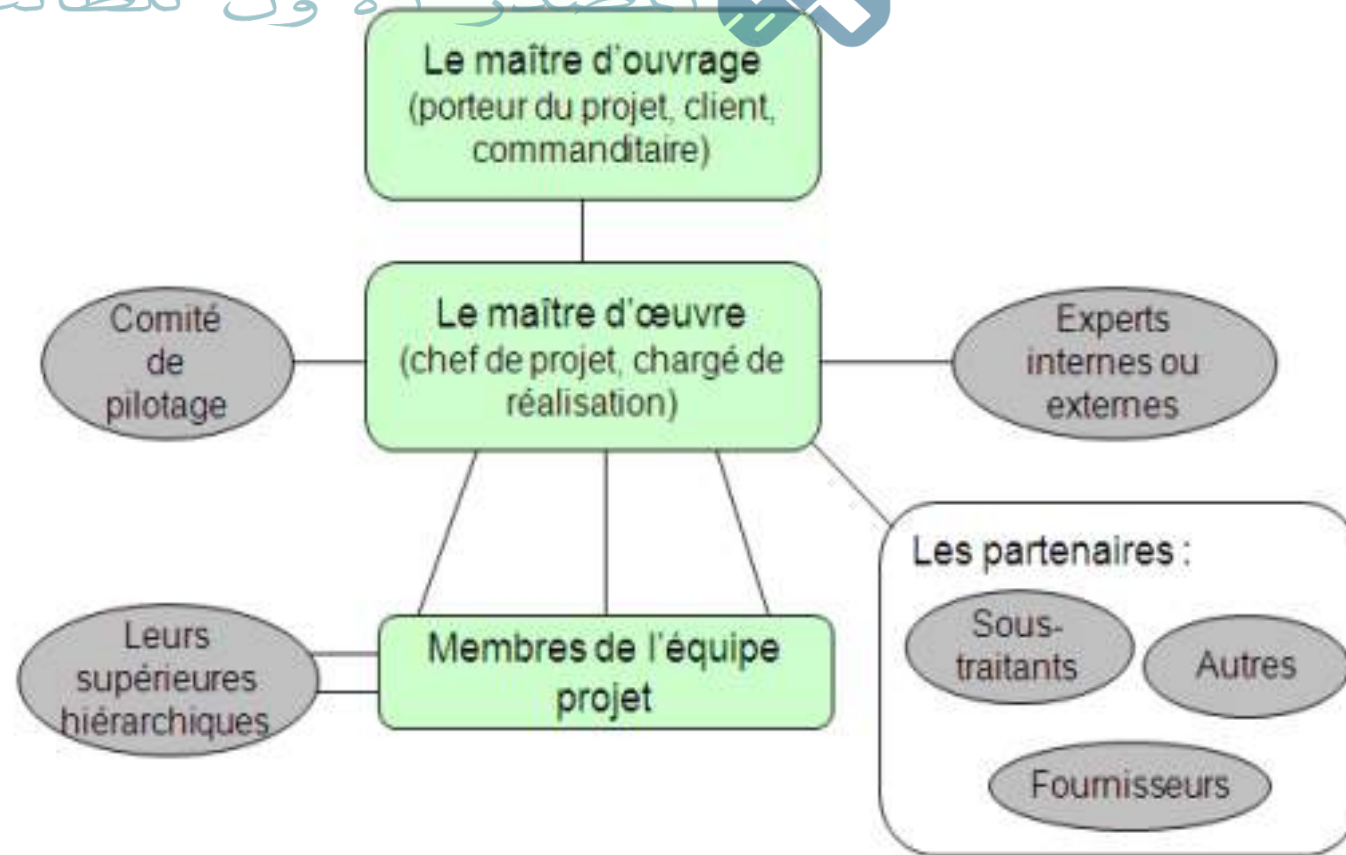 Le maître d'ouvrage
(porteur du projet, client,
commanditaire)
Comité
de
pilotage
Le maître d'œuvre
(chef de projet, chargé de
réalisation)
Experts
internes ou
externes
Les partenaires :
Sous-
traitants
Autres
Fournisseurs
Leurs
supérieures
hiérarchiques
Membres de l'équipe
projet